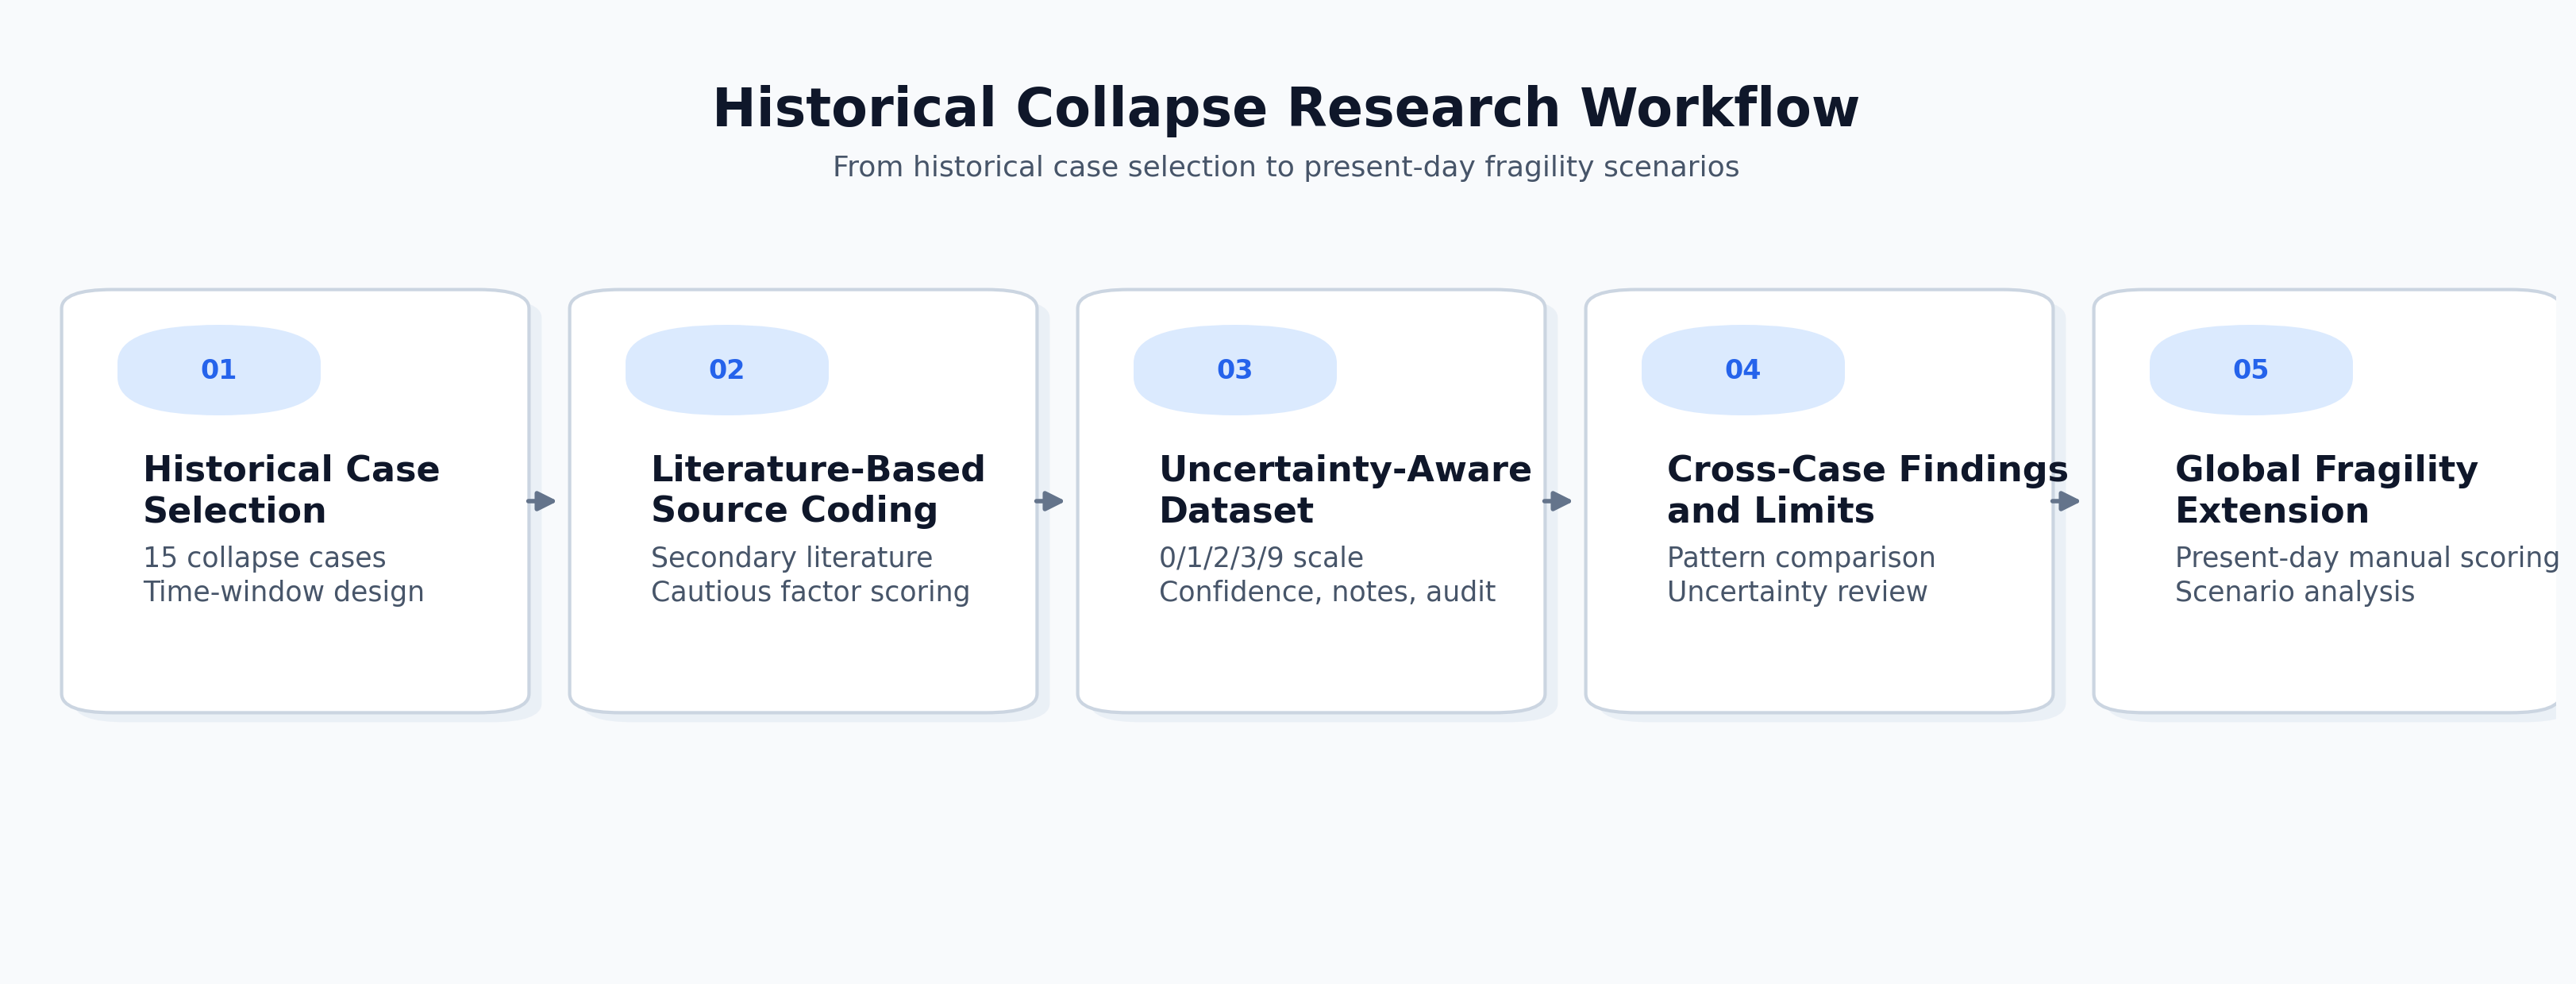 Historical Collapse Research Workflow
From historical case selection to present-day fragility scenarios
01
Historical Case
Selection
15 collapse cases
Time-window design
02
Literature-Based
Source Coding
Secondary literature
Cautious factor scoring
03
Uncertainty-Aware
Dataset
0/1/2/3/9 scale
Confidence, notes, audit
04
Cross-Case Findings
and Limits
Pattern comparison
Uncertainty review
05
Global Fragility
Extension
Present-day manual scoring
Scenario analysis